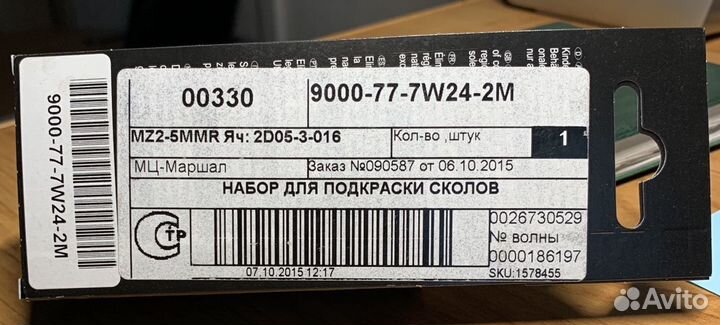 9000-77-7W24-2M
00330
9000-77-7W24-2M
MZ2-5MMR Яч: 2D05-3-016
Кол-во ,штук
1
МЦ-Маршал
Заказ №090587 от 06.10.2015
НАБОР ДЛЯ ПОДКРАСКИ СКОЛОВ
СТР
0026730529
№ волны
0000186197
07.10.2015 12:17
SKU:1578455
Avito